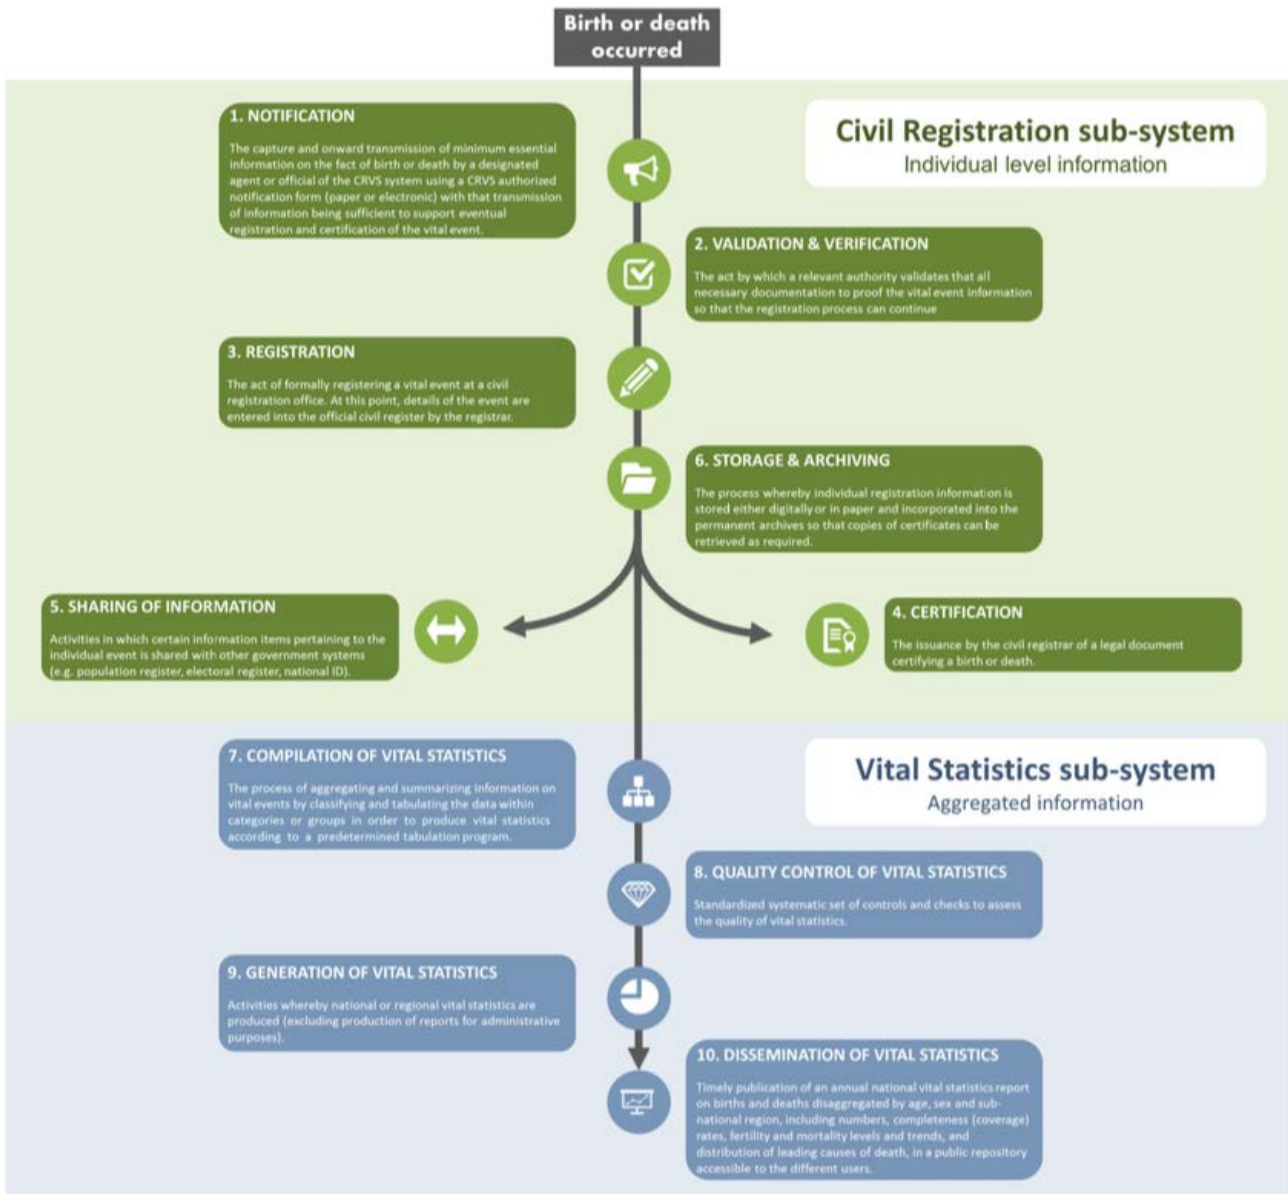 Birth or death
occurred
Civil Registration sub-system
Individual level information
1. NOTIFICATION
The capture and onward transmission of minimum essential
information on the fact of birth or death by a designated
agent or official of the CRVS system using a CRVS authorized
notification form (paper or electronic) with that transmission
of information being sufficient to support eventual
registration and certification of the vital event.
2. VALIDATION & VERIFICATION
The act by which a relevant authority validates that all
necessary documentation to proof the vital event information
so that the registration process can continue
3. REGISTRATION
The act of formally registering a vital event at a civil
registration office. At this point, details of the event are
entered into the official civil register by the registrar.
6. STORAGE & ARCHIVING
The process whereby individual registration information is
stored either digitally or in paper and incorporated into the
permanent archives so that copies of certificates can be
retrieved as required.
5. SHARING OF INFORMATION
Activities in which certain information items pertaining to the
individual event is shared with other government systems
(e.g. population register, electoral register, national ID).
4. CERTIFICATION
The issuance by the civil registrar of a legal document
certifying a birth or death.
Vital Statistics sub-system
Aggregated information
7. COMPILATION OF VITAL STATISTICS
The process of aggregating and summarizing information on
vital events by classifying and tabulating the data within
categories or groups in order to produce vital statistics
according to a predetermined tabulation program.
8. QUALITY CONTROL OF VITAL STATISTICS
Standardized systematic set of controls and checks to assess
the quality of vital statistics.
9. GENERATION OF VITAL STATISTICS
Activities whereby national or regional vital statistics are
produced (excluding production of reports for administrative
purposes).
10. DISSEMINATION OF VITAL STATISTICS
Timely publication of an annual national vital statistics report
on births and deaths disaggregated by age, sex and sub-
national region, including numbers, completeness (coverage)
rates, fertility and mortality levels and trends, and
distribution of leading causes of death, in a public repository
accessible to the different users.